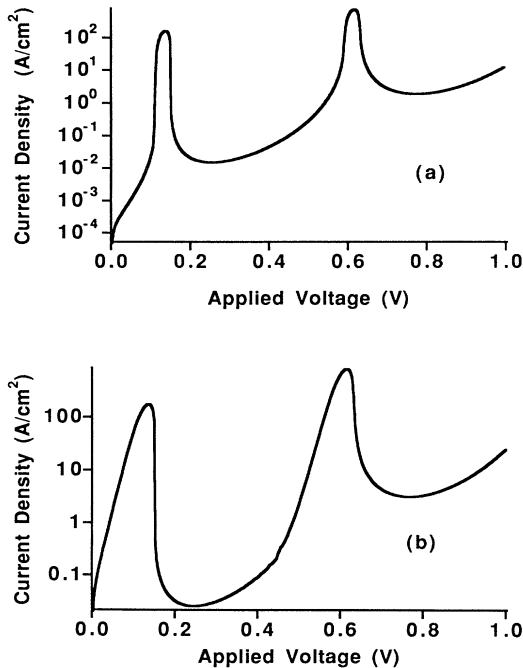 Current Density (A/cm²)
10²
10¹
10⁰
10⁻¹
10⁻²
10⁻³
10⁻⁴
(a)
0.0 0.2 0.4 0.6 0.8 1.0
Applied Voltage (V)
Current Density (A/cm²)
100
10
1
0.1
(b)
0.0 0.2 0.4 0.6 0.8 1.0
Applied Voltage (V)